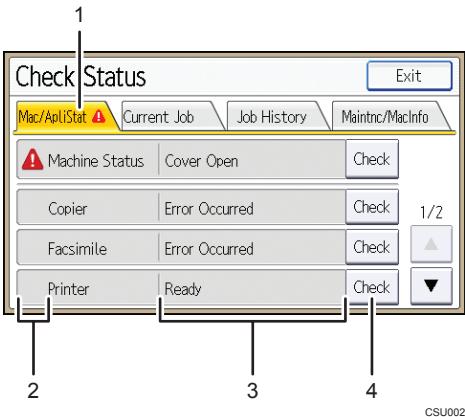 1
Check Status
Exit
Mac/ApliStat
Current Job
Job History
Maintnc/MacInfo
Machine Status Cover Open Check
Copier Error Occurred Check 1/2
Facsimile Error Occurred Check
Printer Ready Check
2 3 4
CSU002